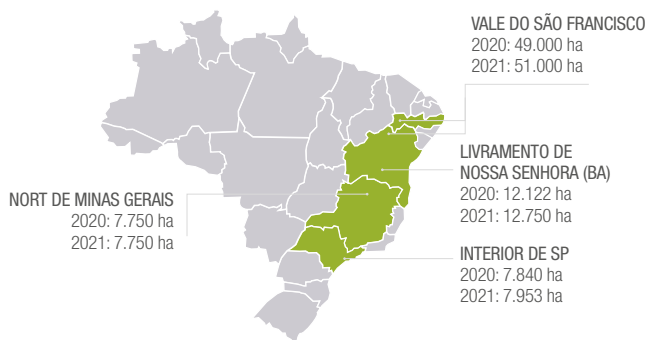 VALE DO SÃO FRANCISCO
2020: 49.000 ha
2021: 51.000 ha
LIVRAMENTO DE
NOSSA SENHORA (BA)
2020: 12.122 ha
2021: 12.750 ha
NORT DE MINAS GERAIS
2020: 7.750 ha
2021: 7.750 ha
INTERIOR DE SP
2020: 7.840 ha
2021: 7.953 ha